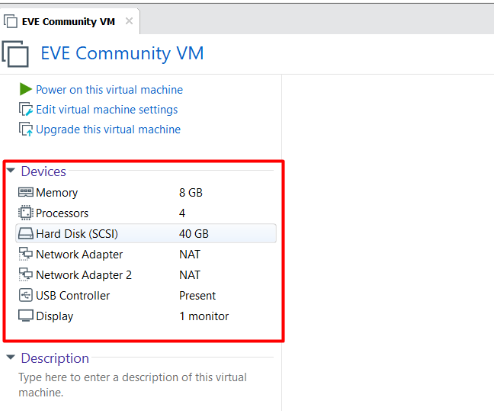 EVE Community VM
EVE Community VM
Power on this virtual machine
Edit virtual machine settings
Upgrade this virtual machine
Devices
Memory 8 GB
Processors 4
Hard Disk (SCSI) 40 GB
Network Adapter NAT
Network Adapter 2 NAT
USB Controller Present
Display 1 monitor
Description
Type here to enter a description of this virtual
machine.